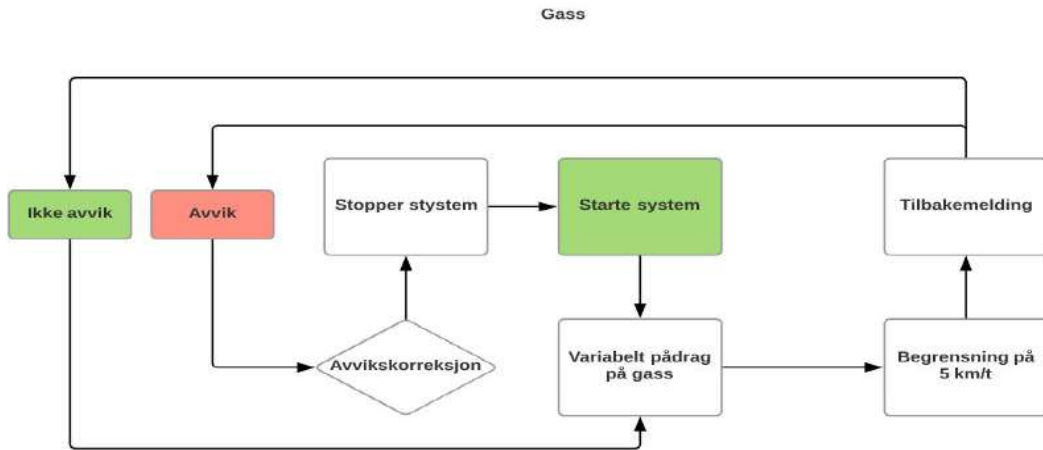 Gass
Ikke avvik
Avvik
Stopper stystem
Starte system
Tilbakemelding
Avvikskorreksjon
Variabelt pådrag
på gass
Begrensning på
5 km/t